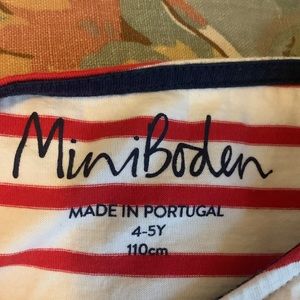 MiniBoden
MADE IN PORTUGAL
4-5Y
110cm